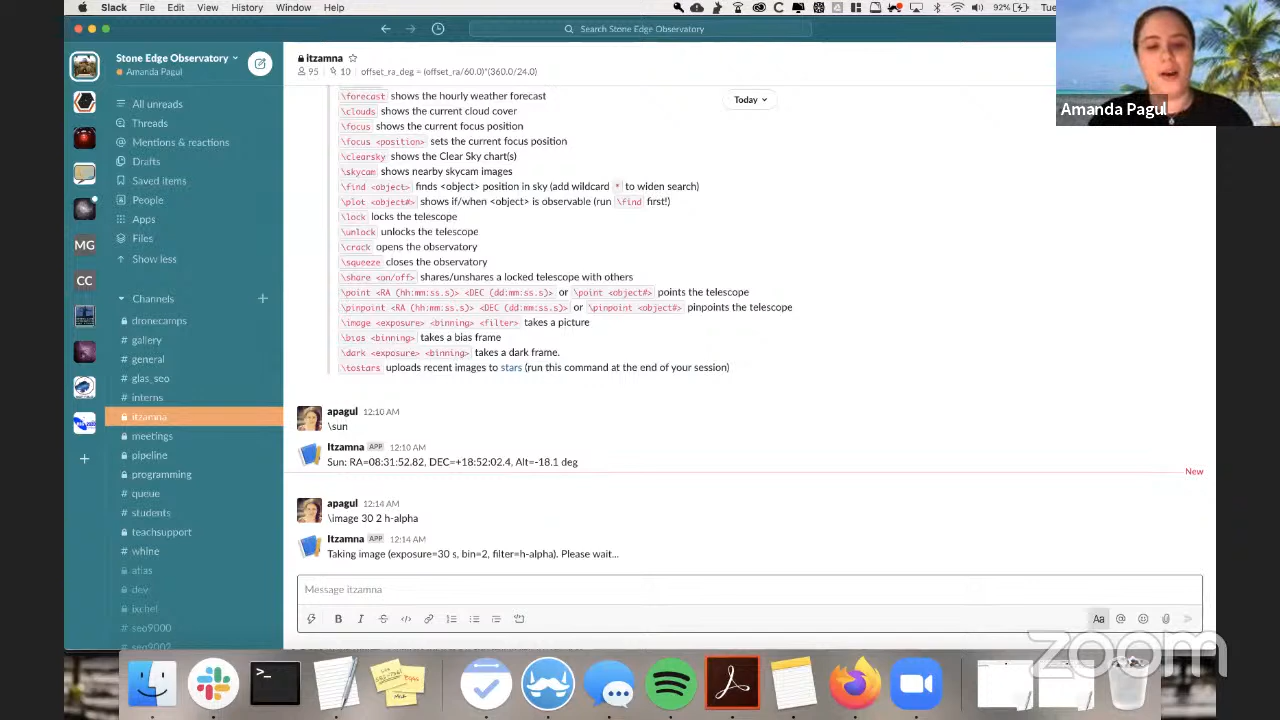 Slack File Edit View History Window Help
92% Tue
Search Stone Edge Observatory
Stone Edge Observatory
Amanda Pagul
All unreads
Threads
Mentions & reactions
Drafts
Saved items
People
Apps
Files
Show less
MG
CC
Channels
dronecamps
# gallery
# general
# glas_seo
# interns
itzamna
meetings
pipeline
programming
# queue
# students
teachsupport
# whine
atlas
dev
ixchel
# seo9000
# seo9002
itzamna
95 10 offset_ra_deg = (offset_ra/60.0)*(360.0/24.0)
Today
\forecast shows the hourly weather forecast
\clouds shows the current cloud cover
\focus shows the current focus position
\focus <position> sets the current focus position
\clearsky shows the Clear Sky chart(s)
\skycam shows nearby skycam images
\find <object> finds <object> position in sky (add wildcard * to widen search)
\plot <object#> shows if/when <object> is observable (run \find first!)
\lock locks the telescope
\unlock unlocks the telescope
\crack opens the observatory
\squeeze closes the observatory
\share <on/off> shares/unshares a locked telescope with others
\point <RA (hh:mm:ss.s)> <DEC (dd:mm:ss.s)> or \point <object#> points the telescope
\pinpoint <RA (hh:mm:ss.s)> <DEC (dd:mm:ss.s)> or \pinpoint <object#> pinpoints the telescope
\image <exposure> <binning> <filter> takes a picture
\bias <binning> takes a bias frame
\dark <exposure> <binning> takes a dark frame.
\tostars uploads recent images to stars (run this command at the end of your session)
apagul 12:10 AM
\sun
Itzamna APP 12:10 AM
Sun: RA=08:31:52.82, DEC=+18:52:02.4, Alt=-18.1 deg
New
apagul 12:14 AM
\image 30 2 h-alpha
Itzamna APP 12:14 AM
Taking image (exposure=30 s, bin=2, filter=h-alpha). Please wait...
Message itzamna
B I S Aa @
Amanda Pagul
zoom